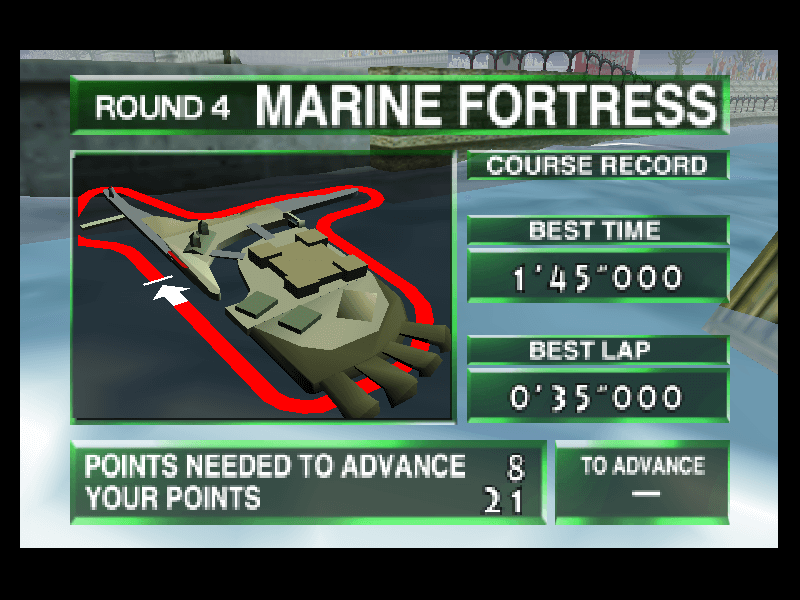 ROUND 4 MARINE FORTRESS
COURSE RECORD
BEST TIME
1'45"000
BEST LAP
0'35"000
POINTS NEEDED TO ADVANCE 8
YOUR POINTS 21
TO ADVANCE
—